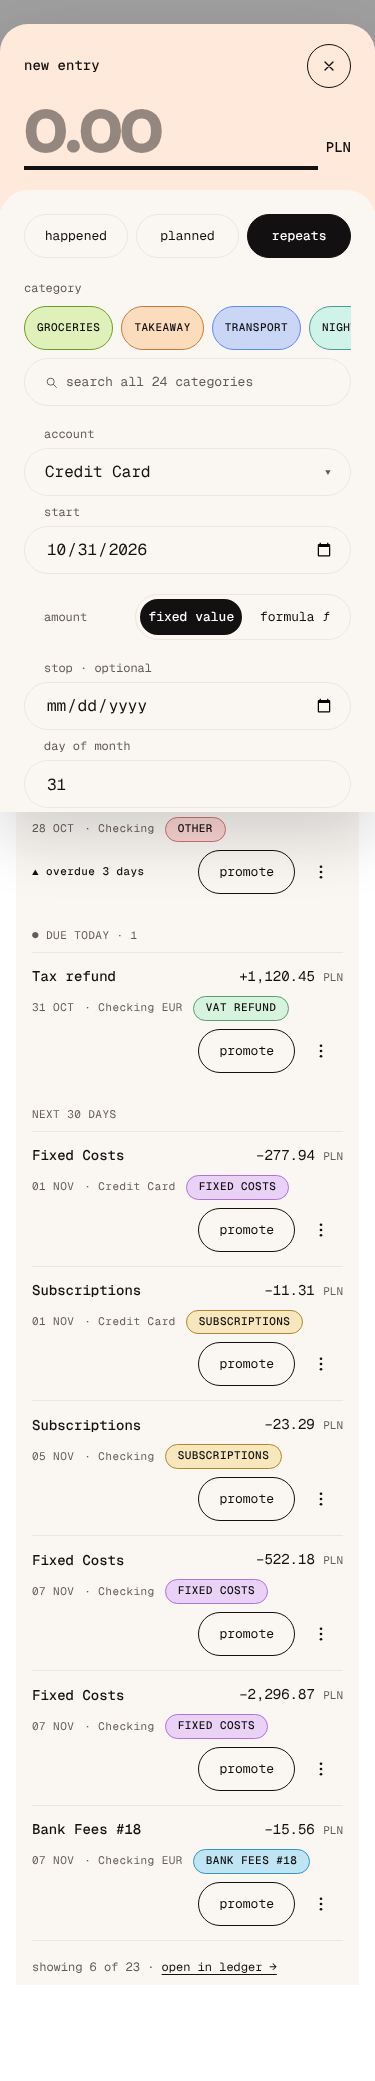 new entry
0.00 PLN
happened planned repeats
category
GROCERIES TAKEAWAY TRANSPORT NIGH
search all 24 categories
account
Credit Card
start
10/31/2026
amount fixed value formula ƒ
stop · optional
mm/dd/yyyy
day of month
31
28 OCT · Checking OTHER
▲ overdue 3 days promote
● DUE TODAY · 1
Tax refund +1,120.45 PLN
31 OCT · Checking EUR VAT REFUND
promote
NEXT 30 DAYS
Fixed Costs −277.94 PLN
01 NOV · Credit Card FIXED COSTS
promote
Subscriptions −11.31 PLN
01 NOV · Credit Card SUBSCRIPTIONS
promote
Subscriptions −23.29 PLN
05 NOV · Checking SUBSCRIPTIONS
promote
Fixed Costs −522.18 PLN
07 NOV · Checking FIXED COSTS
promote
Fixed Costs −2,296.87 PLN
07 NOV · Checking FIXED COSTS
promote
Bank Fees #18 −15.56 PLN
07 NOV · Checking EUR BANK FEES #18
promote
showing 6 of 23 · open in ledger →